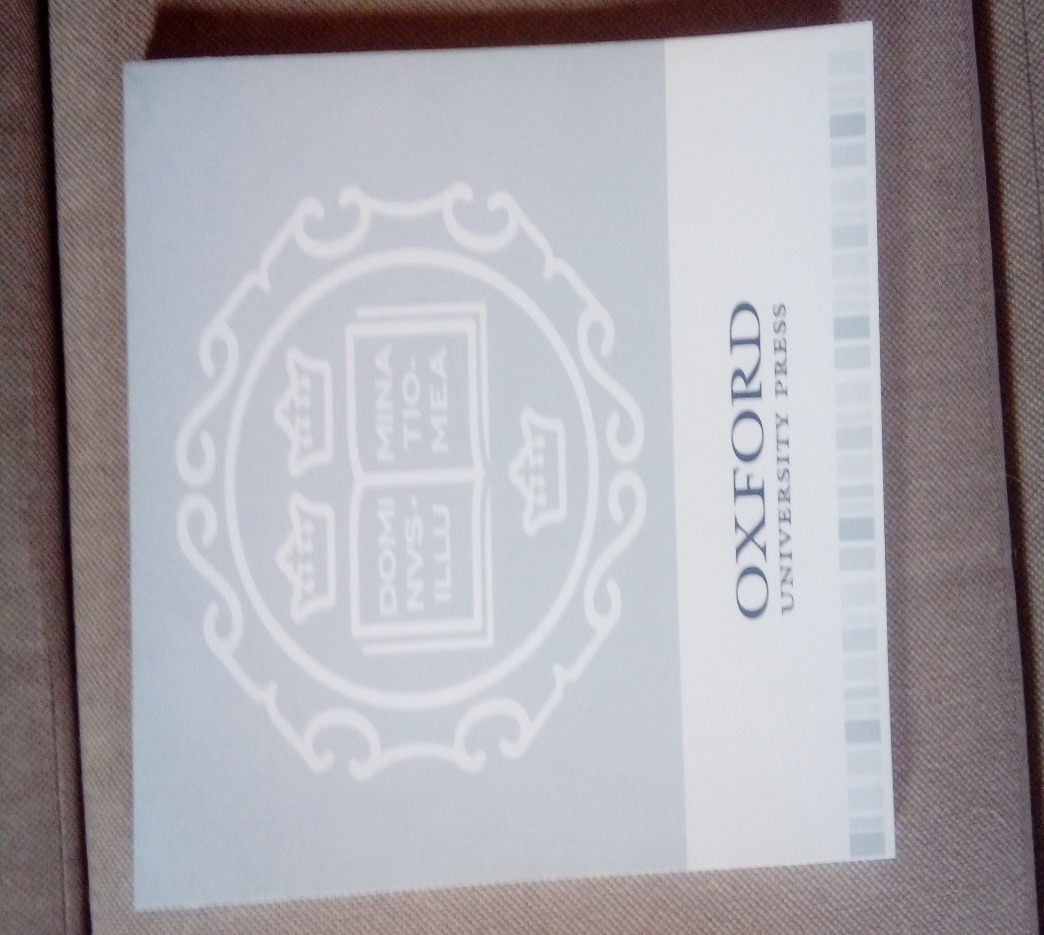 DOMI
NVS·
ILLU
MINA
TIO·
MEA
OXFORD
UNIVERSITY PRESS